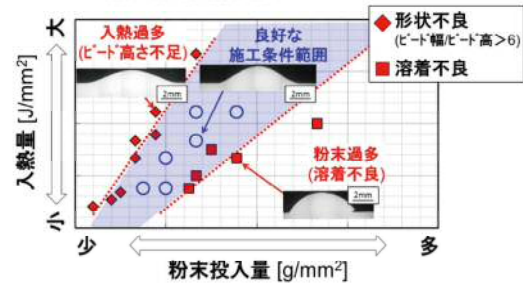 大
入熱過多
(ﾋﾞｰﾄﾞ高さ不足)
2mm
良好な
施工条件範囲
2mm
◆ 形状不良
(ﾋﾞｰﾄﾞ幅/ﾋﾞｰﾄﾞ高>6)
■ 溶着不良
入熱量 [J/mm²]
粉末過多
(溶着不良)
2mm
小
少
多
粉末投入量 [g/mm²]